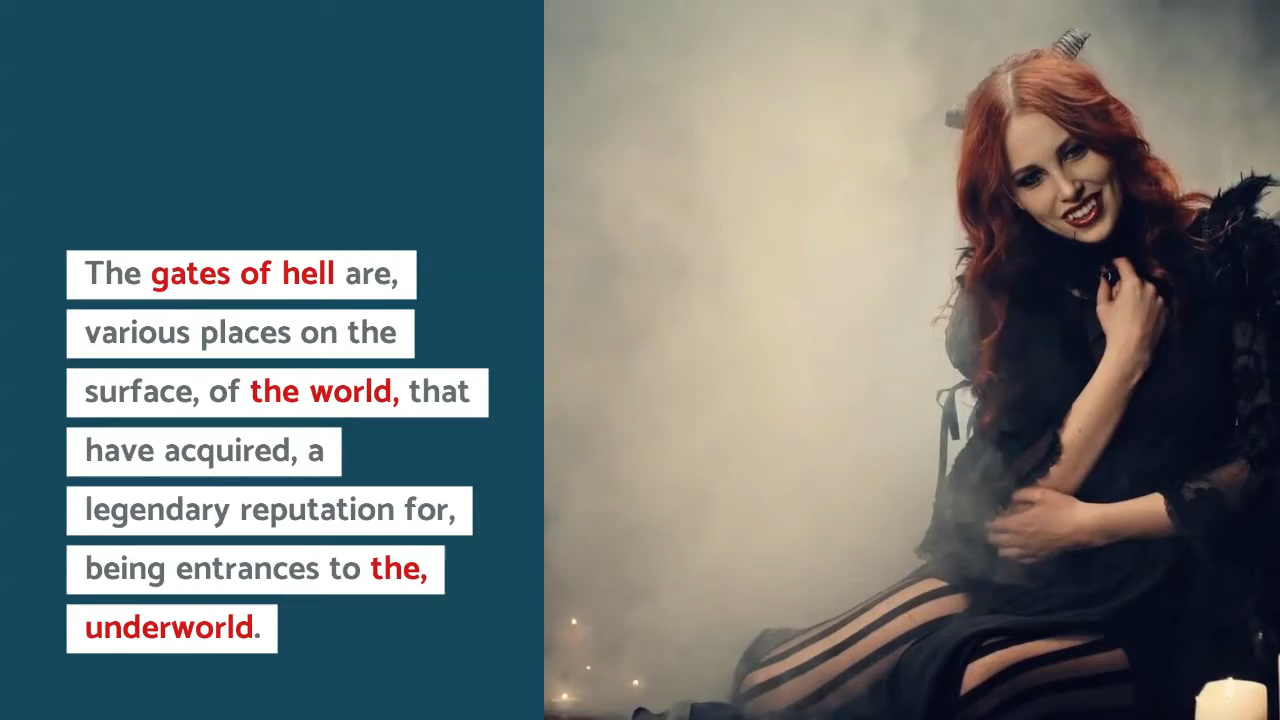 The gates of hell are,
various places on the
surface, of the world, that
have acquired, a
legendary reputation for,
being entrances to the,
underworld.